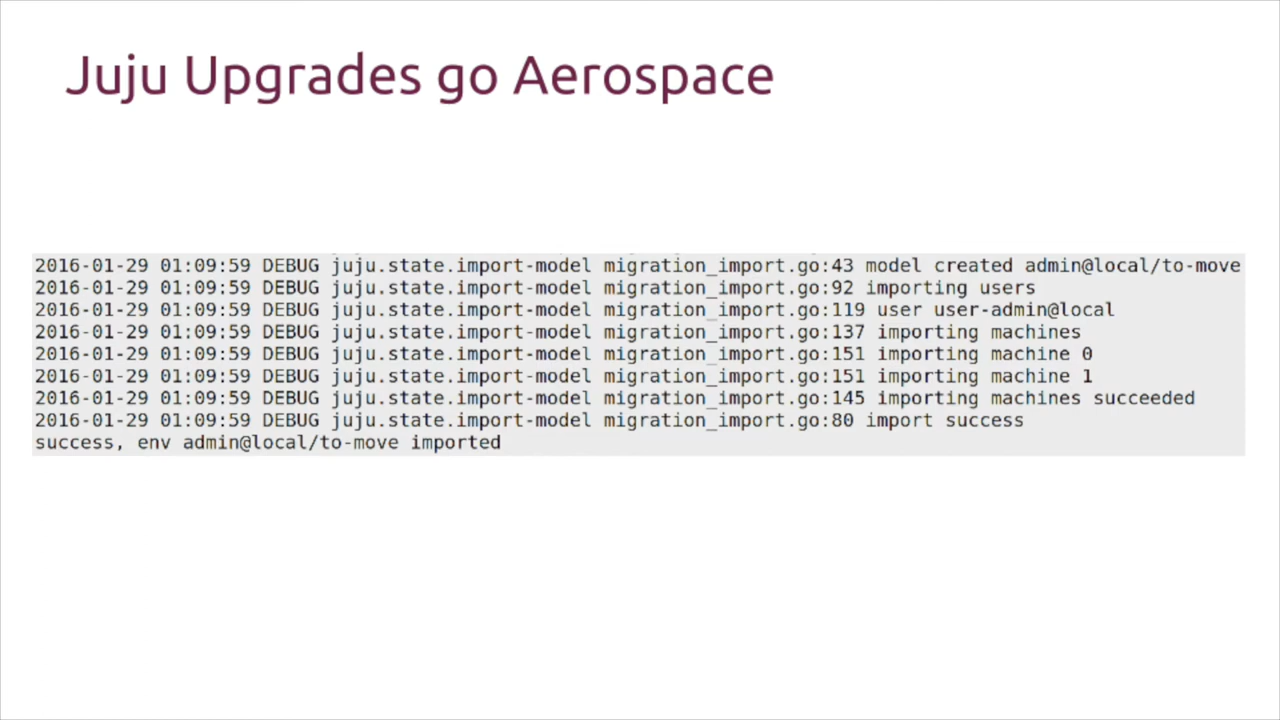 Juju Upgrades go Aerospace
2016-01-29 01:09:59 DEBUG juju.state.import-model migration_import.go:43 model created admin@local/to-move
2016-01-29 01:09:59 DEBUG juju.state.import-model migration_import.go:92 importing users
2016-01-29 01:09:59 DEBUG juju.state.import-model migration_import.go:119 user user-admin@local
2016-01-29 01:09:59 DEBUG juju.state.import-model migration_import.go:137 importing machines
2016-01-29 01:09:59 DEBUG juju.state.import-model migration_import.go:151 importing machine 0
2016-01-29 01:09:59 DEBUG juju.state.import-model migration_import.go:151 importing machine 1
2016-01-29 01:09:59 DEBUG juju.state.import-model migration_import.go:145 importing machines succeeded
2016-01-29 01:09:59 DEBUG juju.state.import-model migration_import.go:80 import success
success, env admin@local/to-move imported